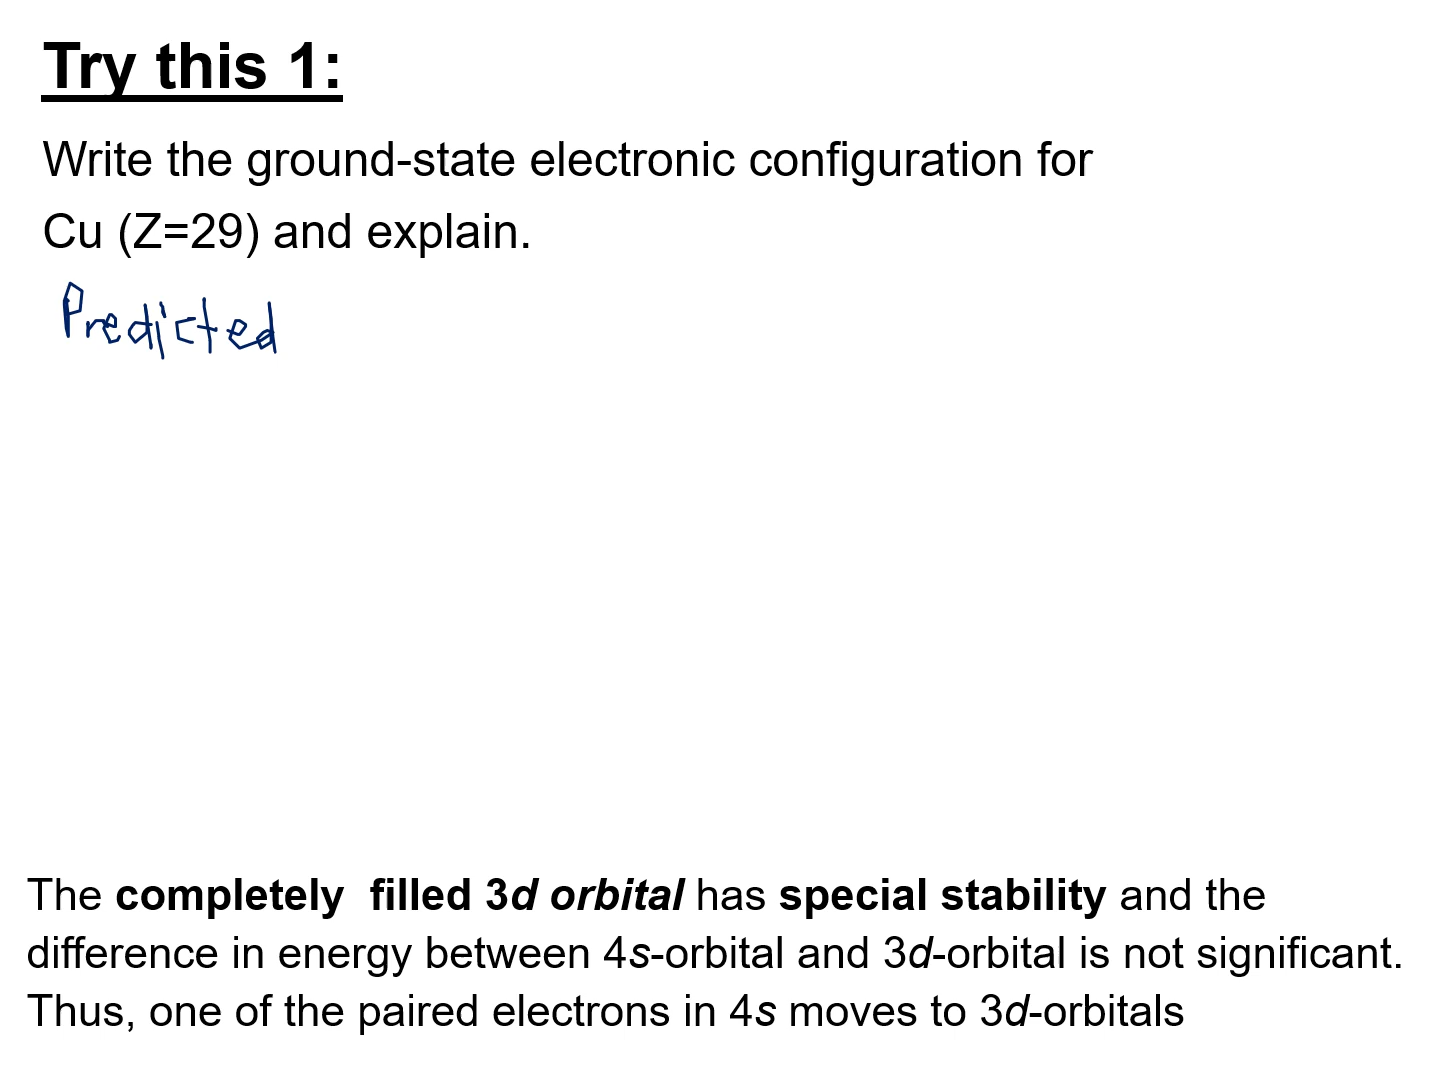 Try this 1:
Write the ground-state electronic configuration for
Cu (Z=29) and explain.
Predicted
The completely filled 3d orbital has special stability and the
difference in energy between 4s-orbital and 3d-orbital is not significant.
Thus, one of the paired electrons in 4s moves to 3d-orbitals